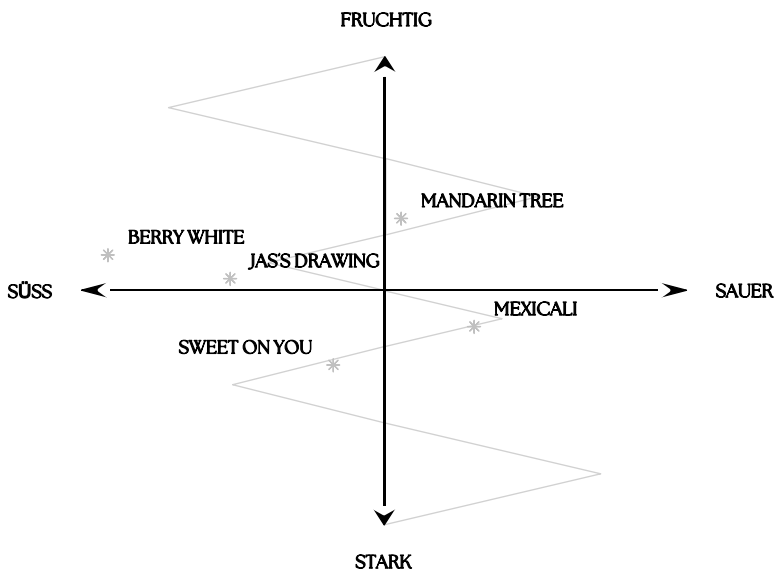 FRUCHTIG
MANDARIN TREE
BERRY WHITE
JAS'S DRAWING
SÜSS
SAUER
MEXICALI
SWEET ON YOU
STARK